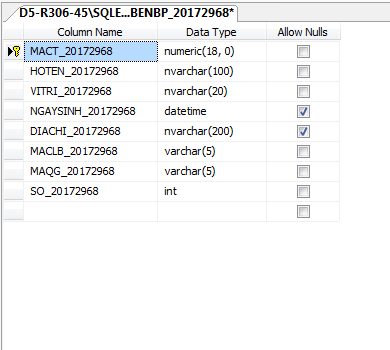 D5-R306-45\SQLE...BENBP_20172968*
Column Name Data Type Allow Nulls
MACT_20172968 numeric(18, 0)
HOTEN_20172968 nvarchar(100)
VITRI_20172968 nvarchar(20)
NGAYSINH_20172968 datetime
DIACHI_20172968 nvarchar(200)
MACLB_20172968 varchar(5)
MAQG_20172968 varchar(5)
SO_20172968 int